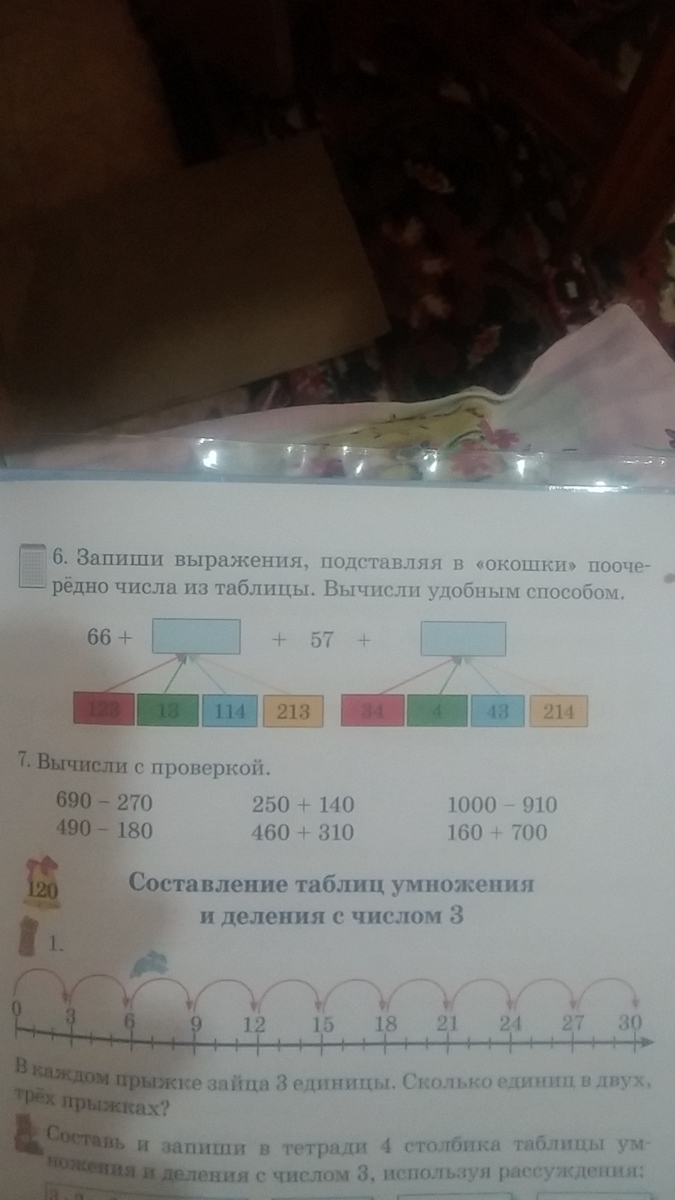 6. Запиши выражения, подставляя в «окошки» пооче-
рёдно числа из таблицы. Вычисли удобным способом.
66 + + 57 +
123 13 114 213 34 4 43 214
7. Вычисли с проверкой.
690 − 270 250 + 140 1000 − 910
490 − 180 460 + 310 160 + 700
120 Составление таблиц умножения
и деления с числом 3
1.
0 3 6 9 12 15 18 21 24 27 30
В каждом прыжке зайца 3 единицы. Сколько единиц в двух,
трёх прыжках?
Составь и запиши в тетради 4 столбика таблицы ум-
ножения и деления с числом 3, используя рассуждения: